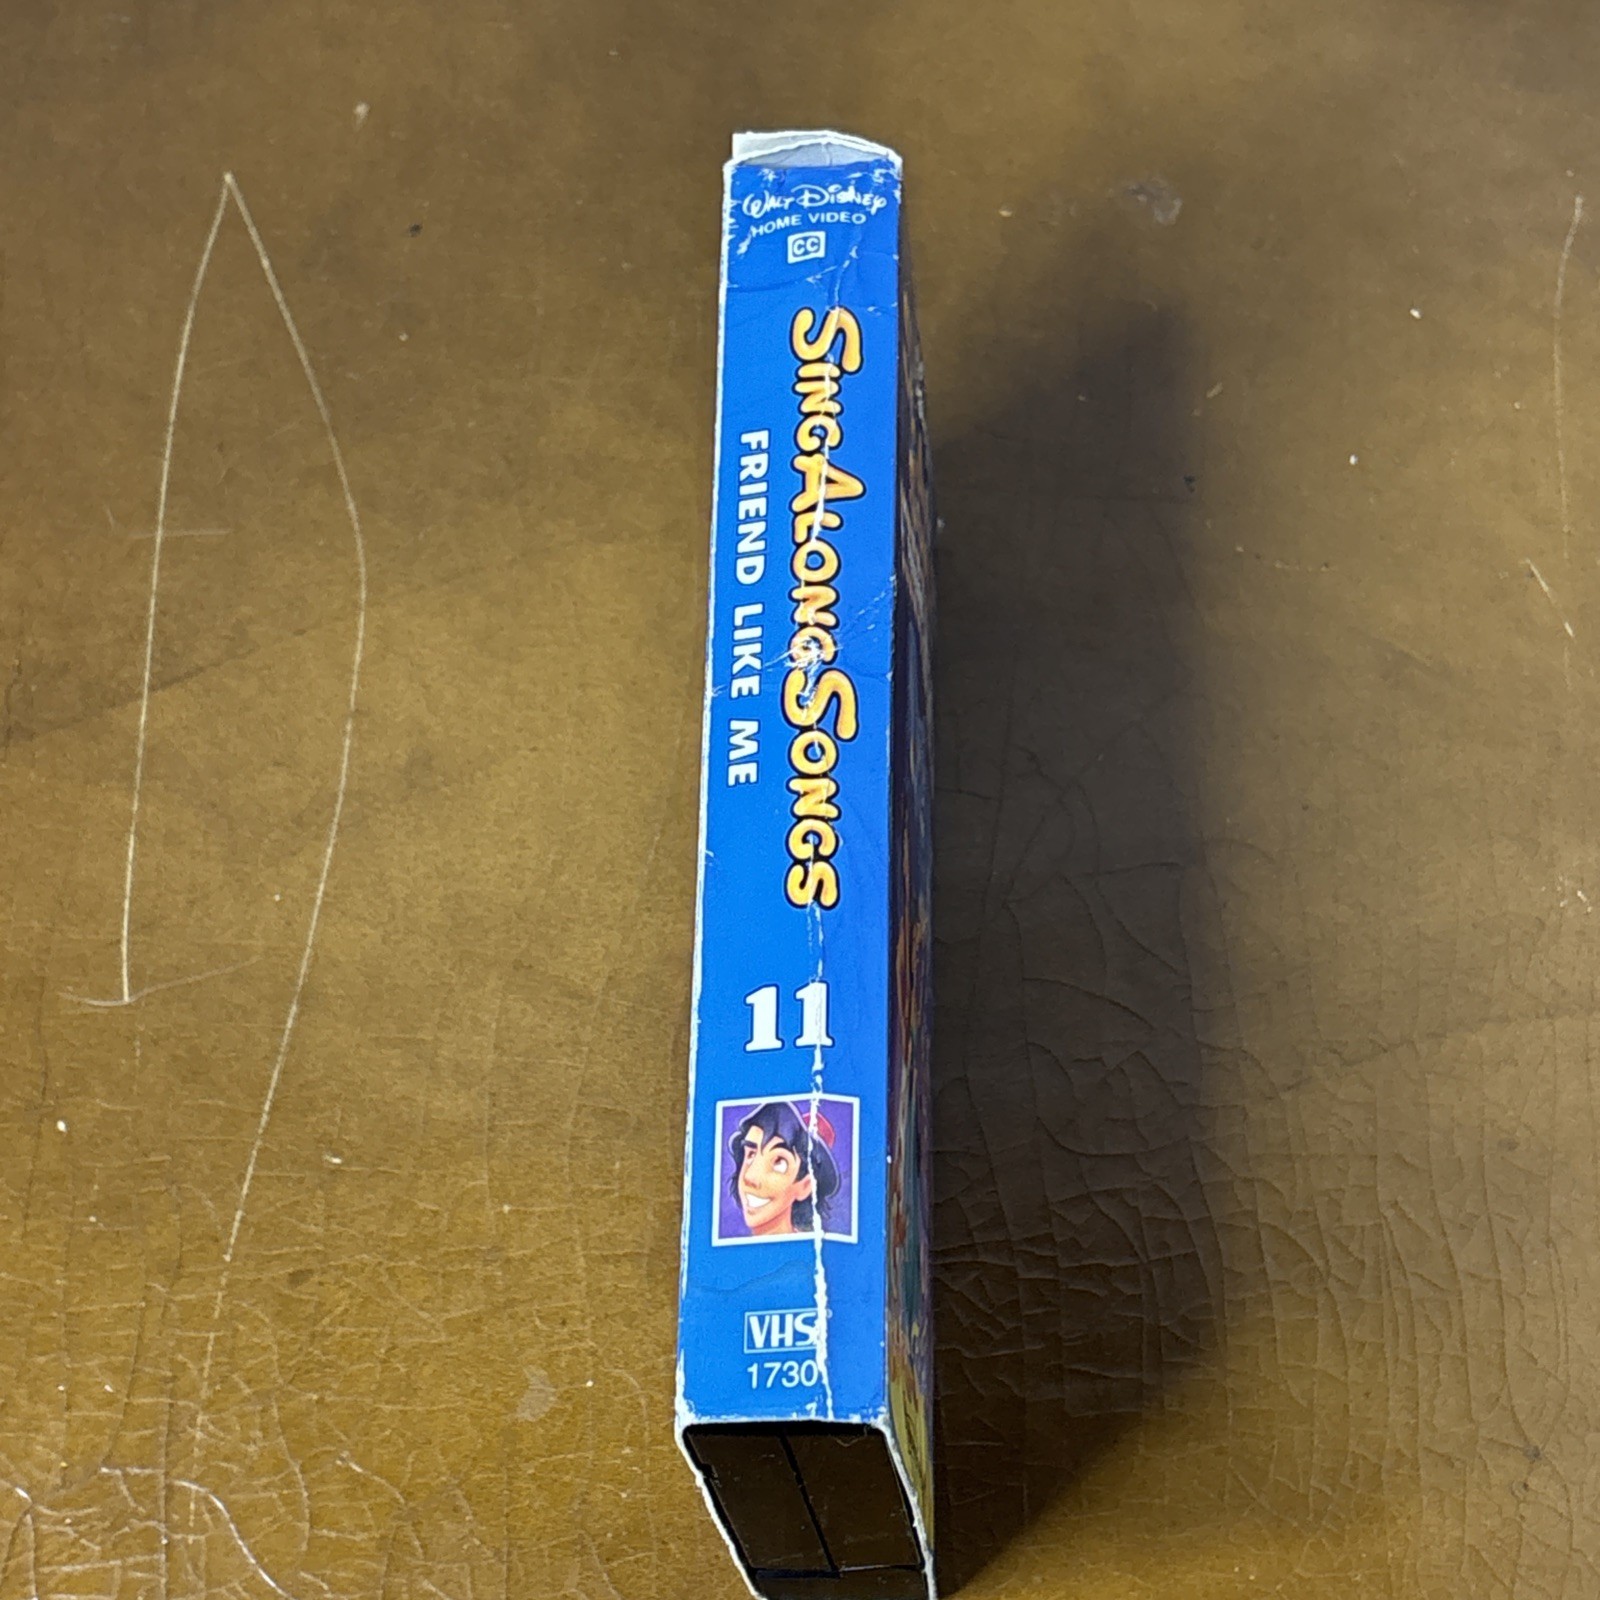 WALT DISNEY
HOME VIDEO
CC
SING ALONG SONGS
FRIEND LIKE ME
11
VHS
1730